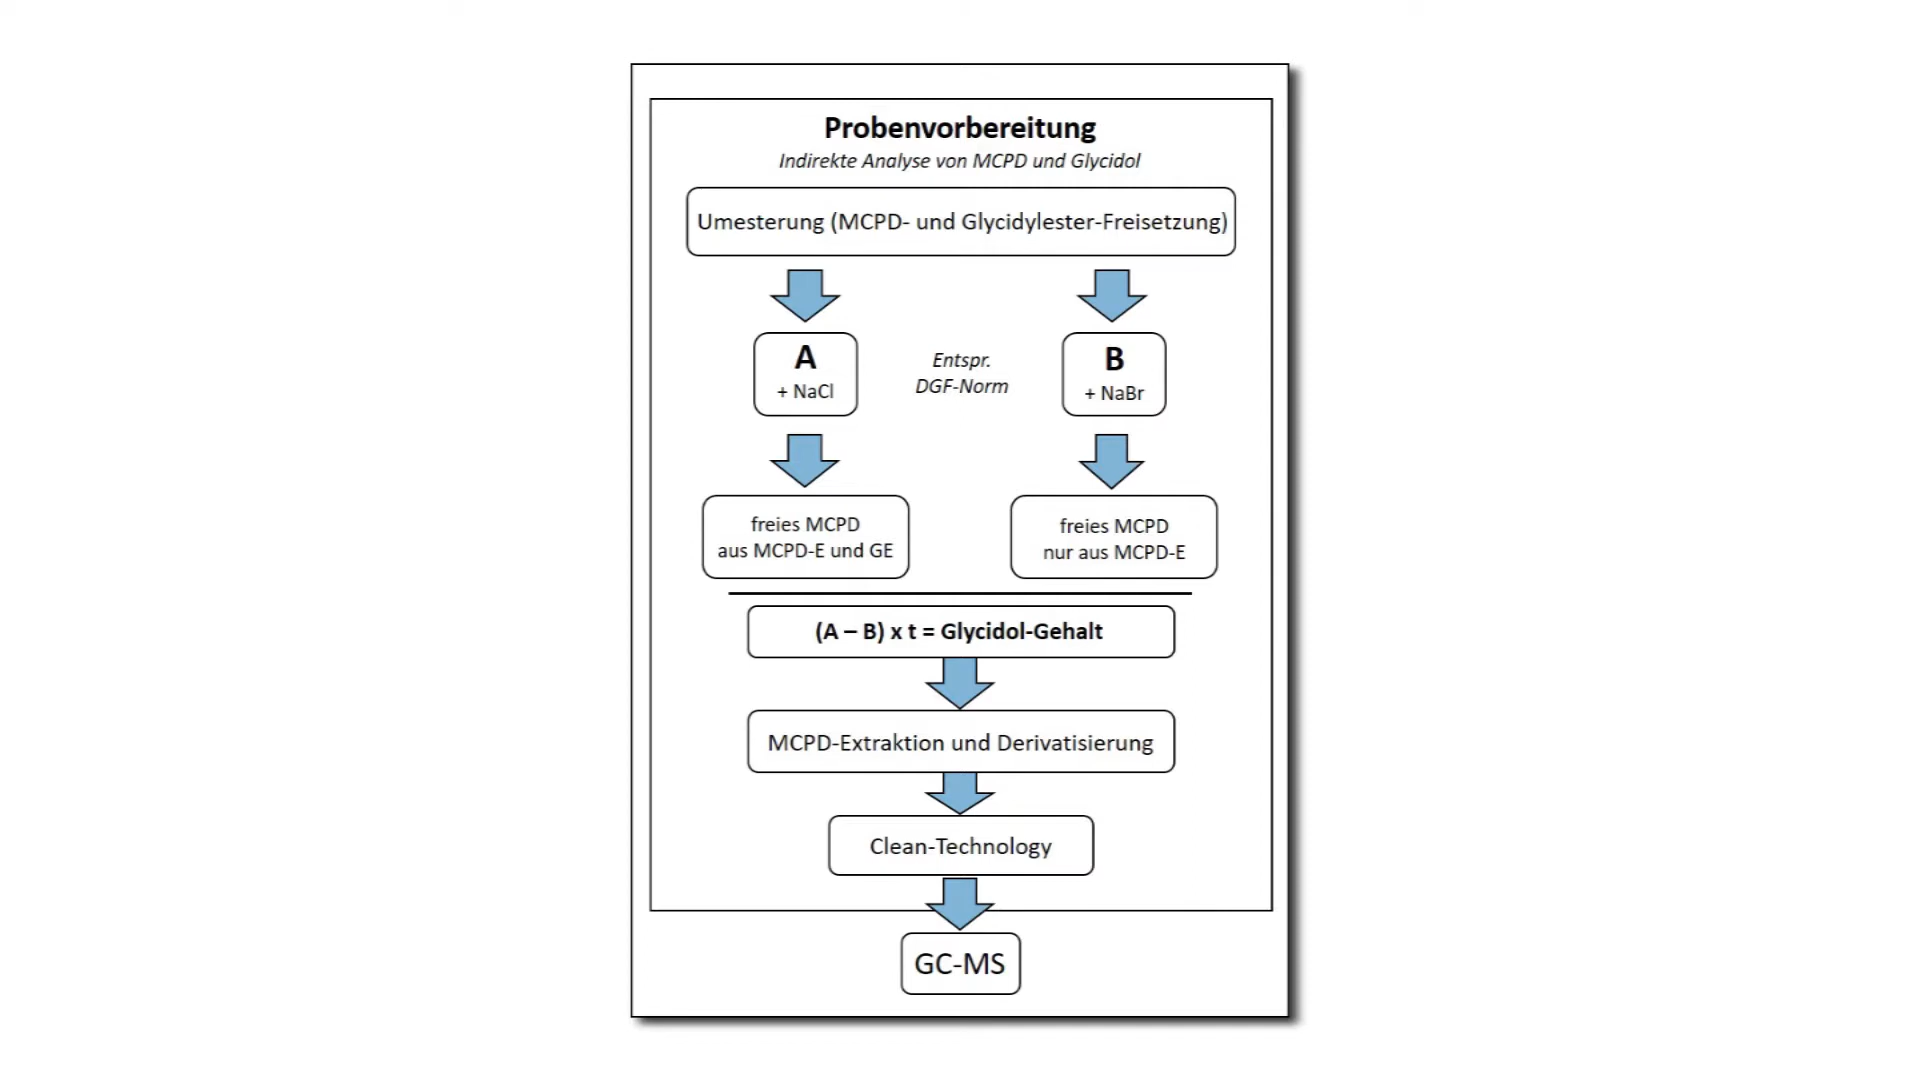 Probenvorbereitung
Indirekte Analyse von MCPD und Glycidol
Umesterung (MCPD- und Glycidylester-Freisetzung)
A
+ NaCl
Entspr.
DGF-Norm
B
+ NaBr
freies MCPD
aus MCPD-E und GE
freies MCPD
nur aus MCPD-E
(A – B) x t = Glycidol-Gehalt
MCPD-Extraktion und Derivatisierung
Clean-Technology
GC-MS